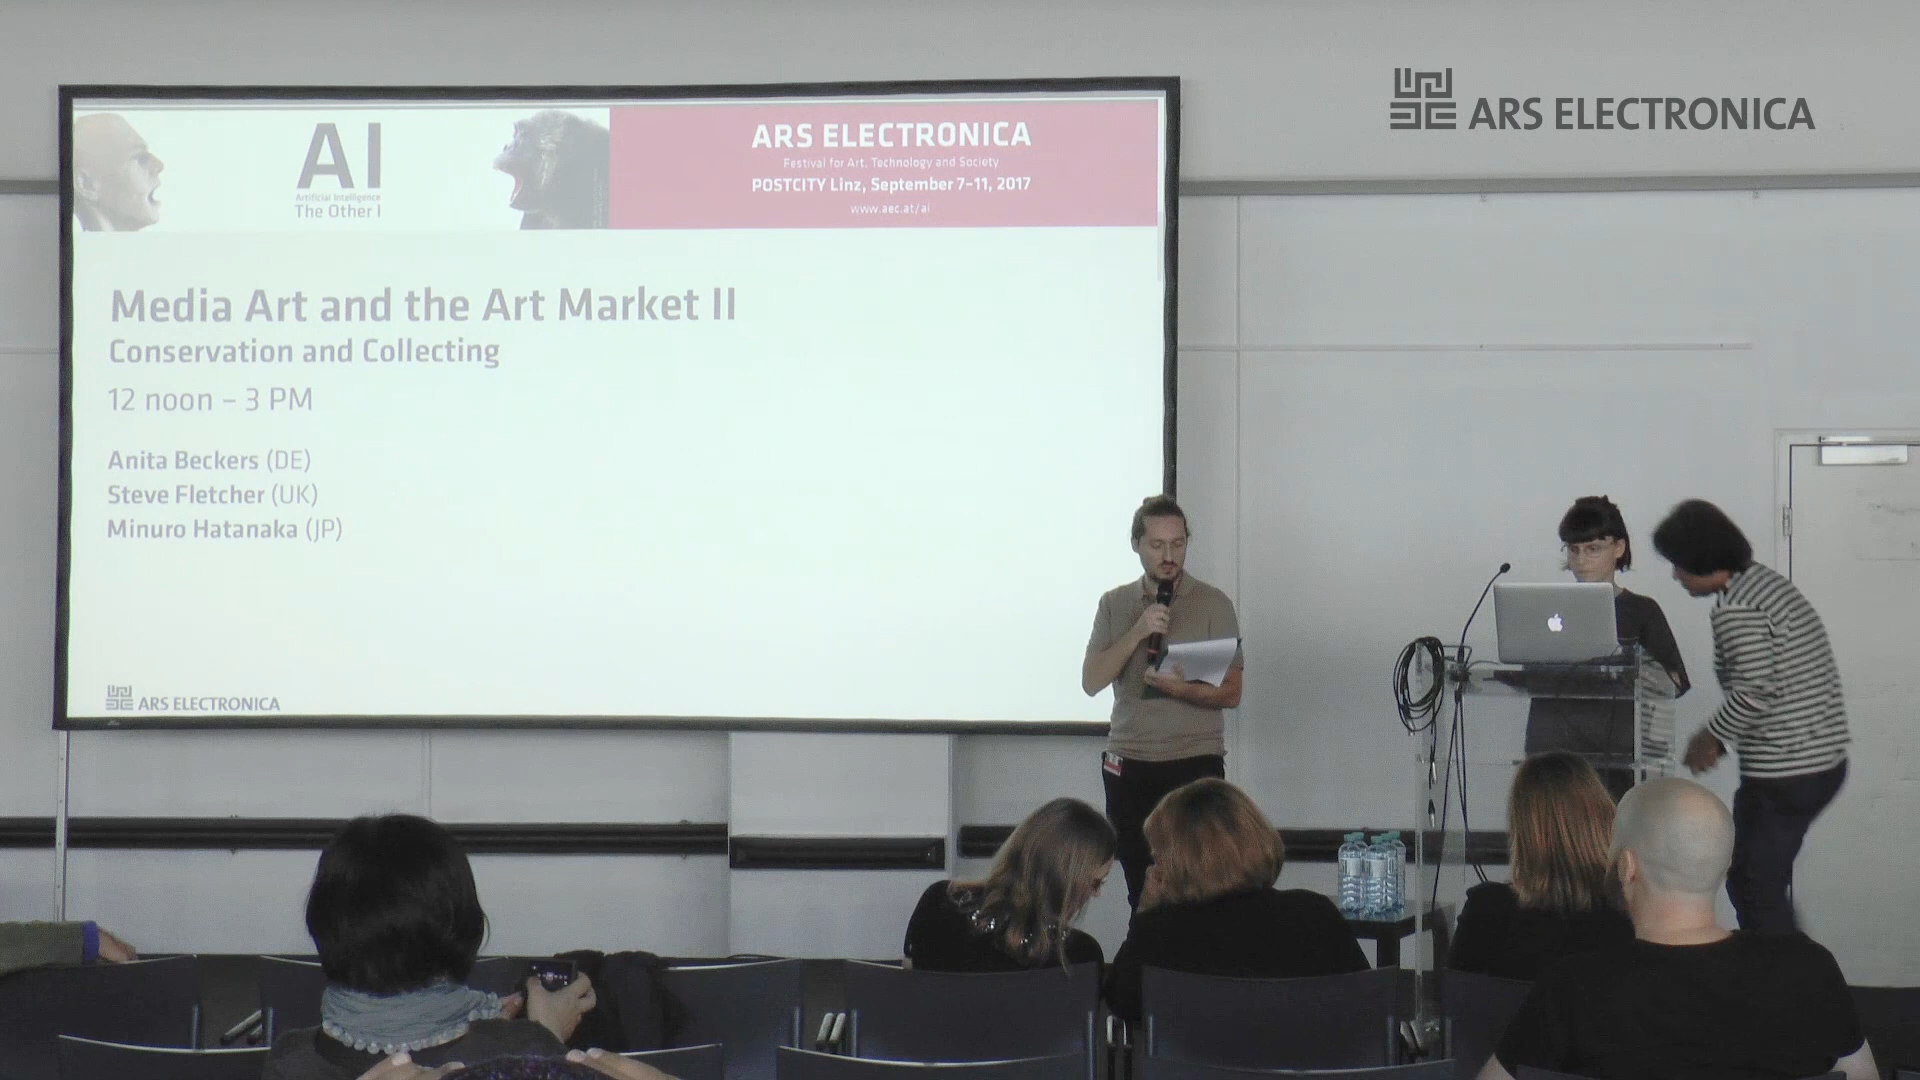 ARS ELECTRONICA
AI
Artificial Intelligence
The Other I
ARS ELECTRONICA
Festival for Art, Technology and Society
POSTCITY Linz, September 7–11, 2017
www.aec.at/ai
Media Art and the Art Market II
Conservation and Collecting
12 noon – 3 PM
Anita Beckers (DE)
Steve Fletcher (UK)
Minuro Hatanaka (JP)
ARS ELECTRONICA